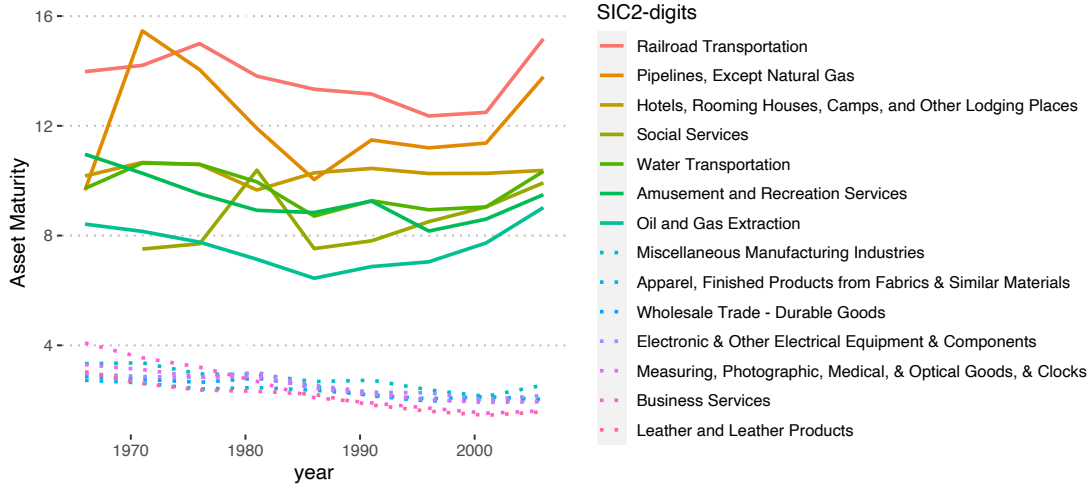 SIC2-digits
16
12
8
4
Asset Maturity
1970
1980
1990
2000
year
Railroad Transportation
Pipelines, Except Natural Gas
Hotels, Rooming Houses, Camps, and Other Lodging Places
Social Services
Water Transportation
Amusement and Recreation Services
Oil and Gas Extraction
Miscellaneous Manufacturing Industries
Apparel, Finished Products from Fabrics & Similar Materials
Wholesale Trade - Durable Goods
Electronic & Other Electrical Equipment & Components
Measuring, Photographic, Medical, & Optical Goods, & Clocks
Business Services
Leather and Leather Products